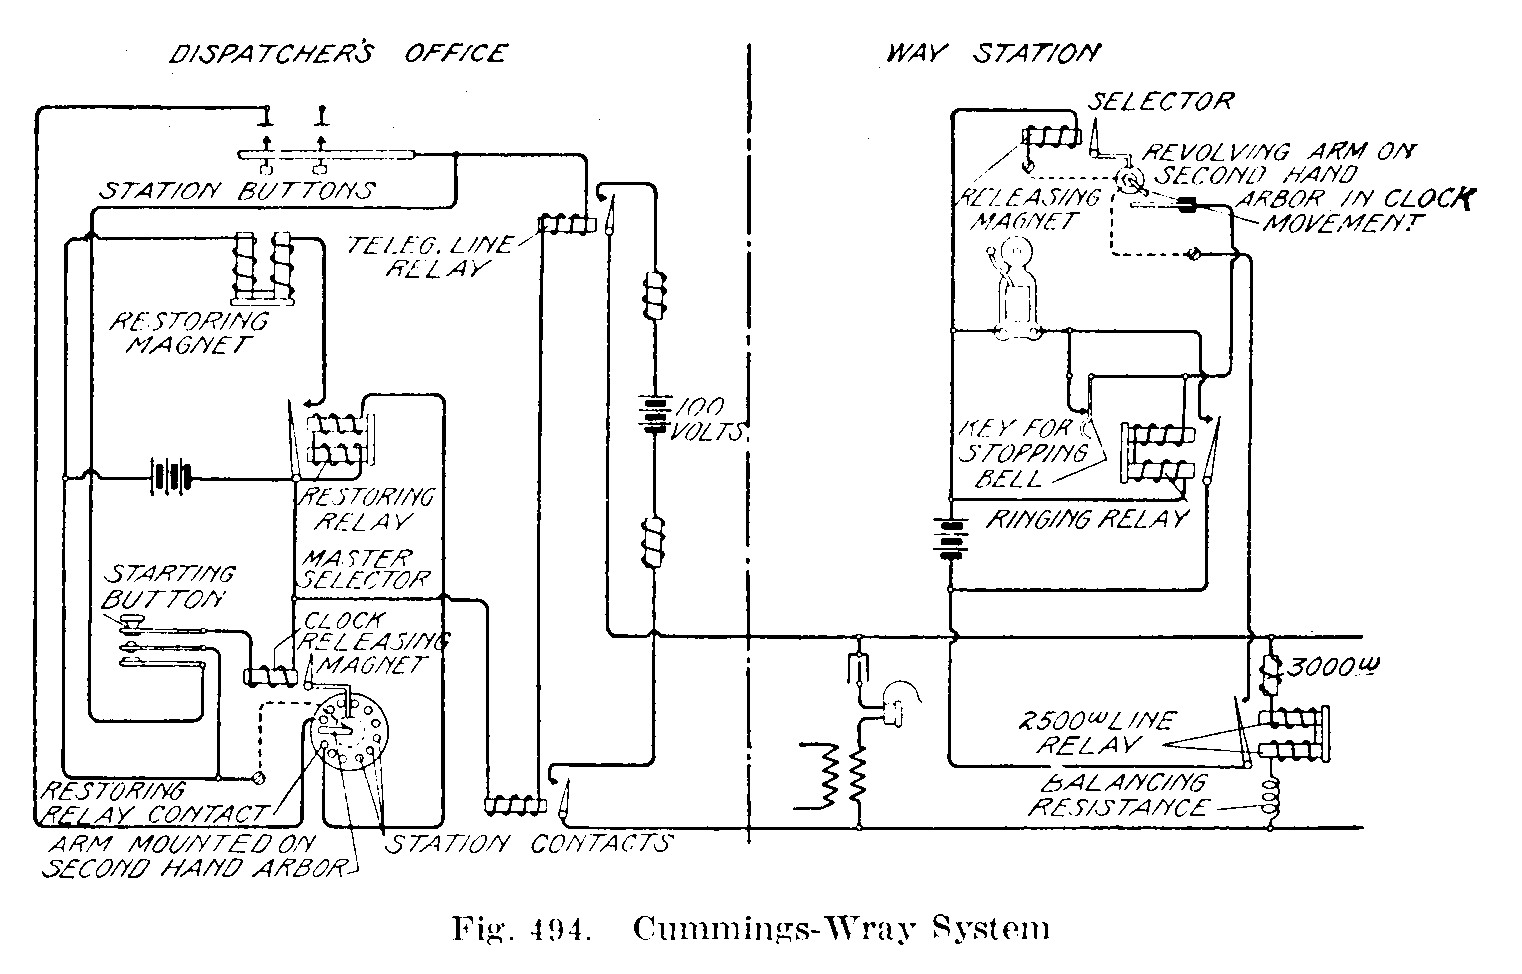 DISPATCHER'S OFFICE
WAY STATION
STATION BUTTONS
TELEG. LINE
RELAY
RESTORING
MAGNET
100
VOLTS
RESTORING
RELAY
MASTER
SELECTOR
STARTING
BUTTON
CLOCK
RELEASING
MAGNET
RESTORING
RELAY CONTACT
ARM MOUNTED ON
SECOND HAND ARBOR
STATION CONTACTS
SELECTOR
REVOLVING ARM ON
SECOND HAND
ARBOR IN CLOCK
MOVEMENT
RELEASING
MAGNET
KEY FOR
STOPPING
BELL
RINGING RELAY
3000ω
2500ω LINE
RELAY
BALANCING
RESISTANCE
Fig. 494. Cummings-Wray System